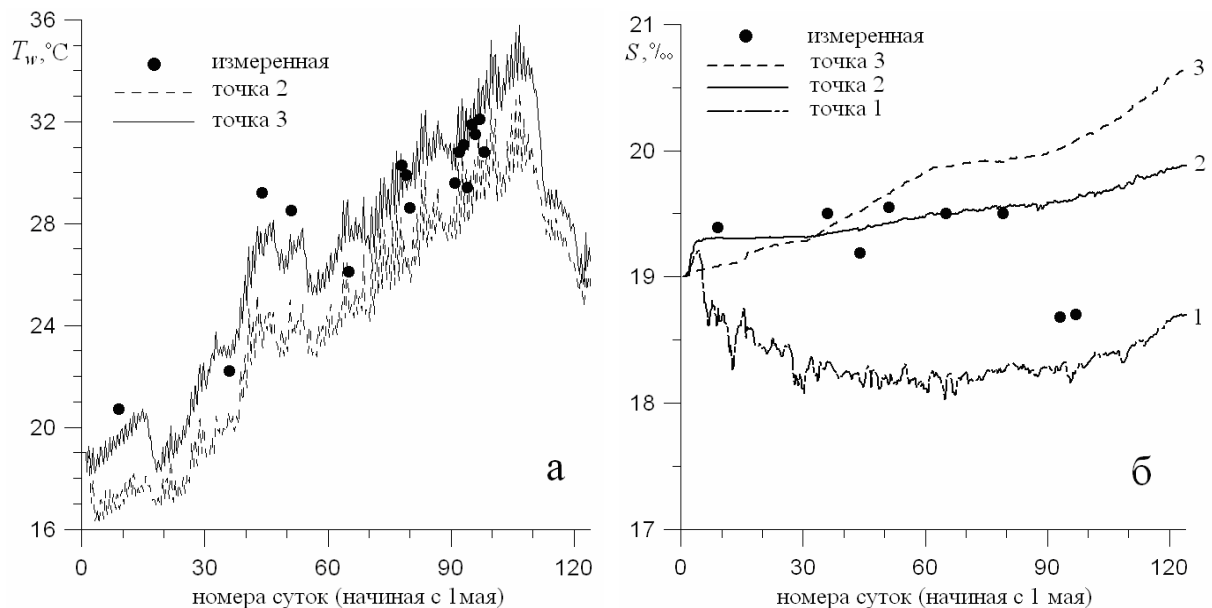 36
T_w, °C
измеренная
точка 2
32
точка 3
28
24
20
а
16
0 30 60 90 120
номера суток (начиная с 1мая)
21
S, ‰
измеренная
точка 3
3
точка 2
точка 1
20
2
19
1
18
б
17
0 30 60 90 120
номера суток (начиная с 1 мая)